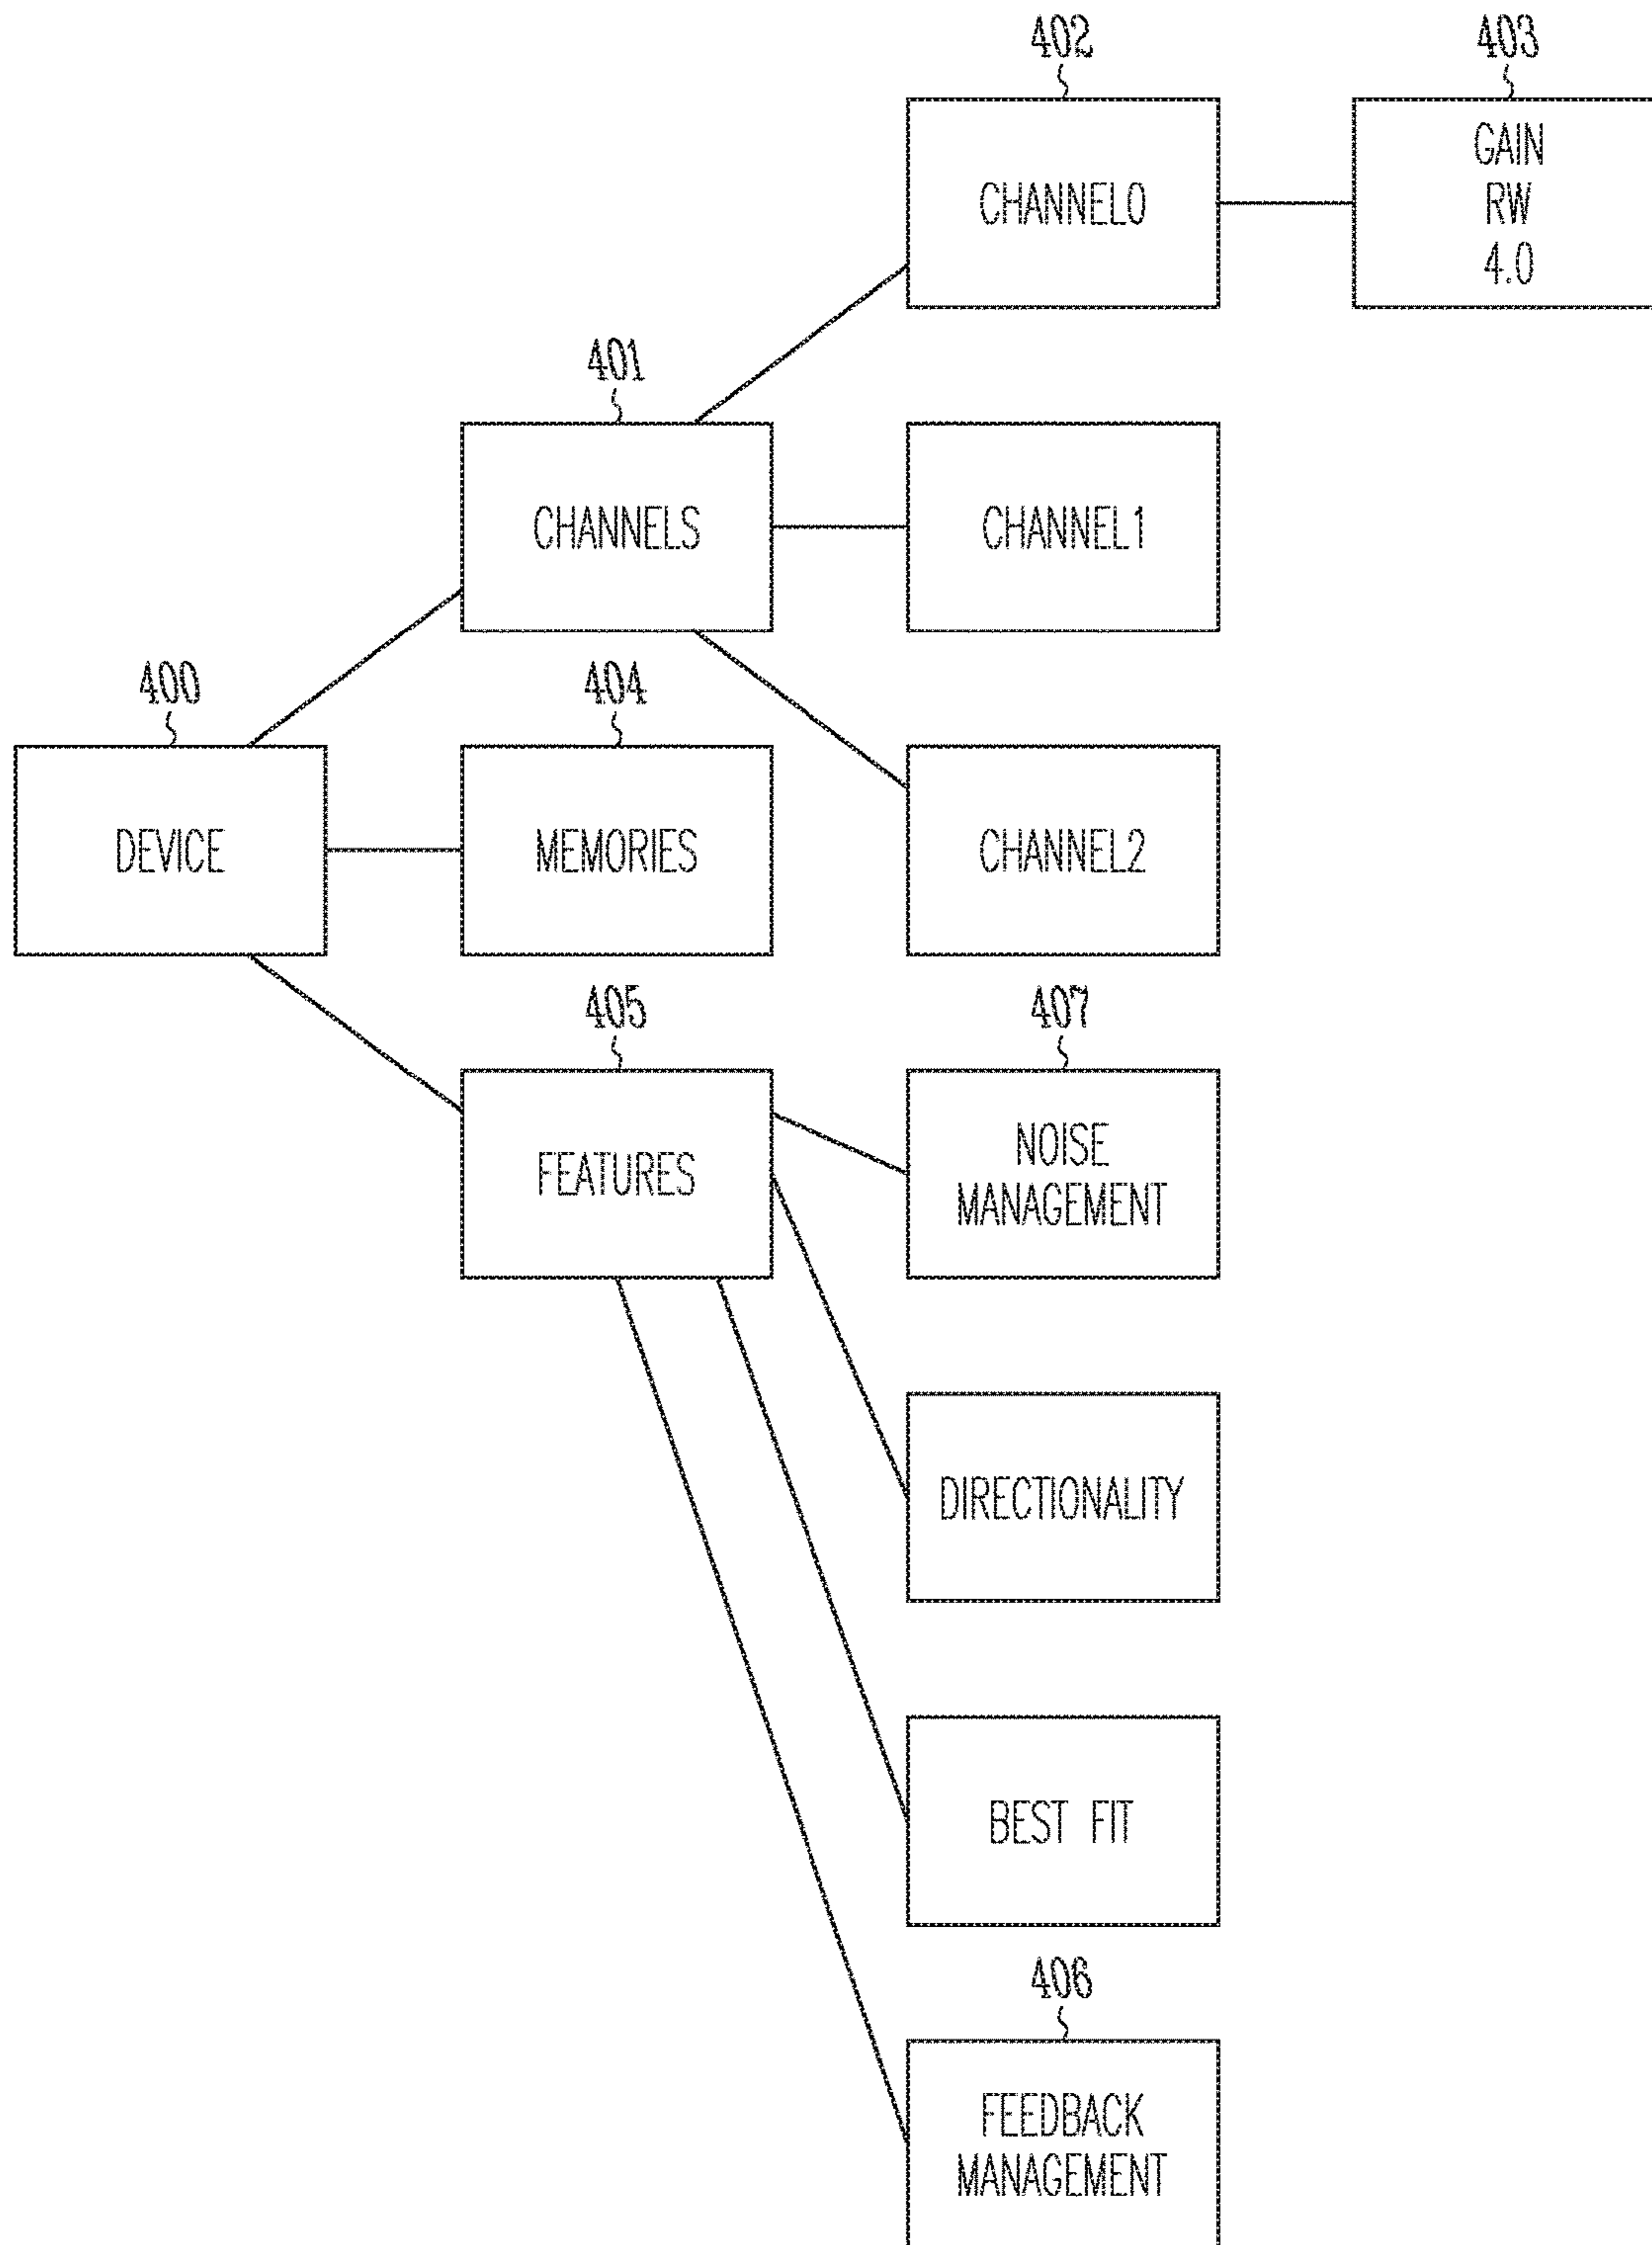 402
403
CHANNEL0
GAIN
RW
4.0
401
CHANNELS
CHANNEL1
400
404
DEVICE
MEMORIES
CHANNEL2
405
407
FEATURES
NOISE
MANAGEMENT
DIRECTIONALITY
BEST FIT
406
FEEDBACK
MANAGEMENT